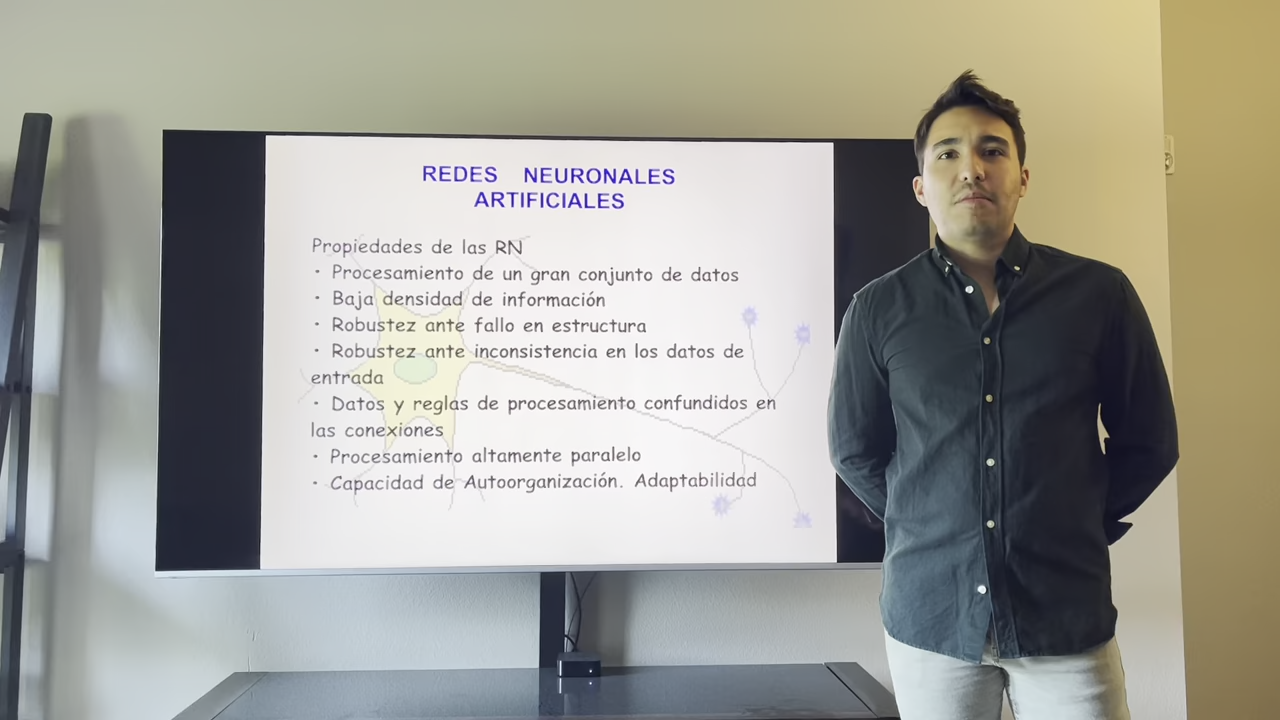 REDES NEURONALES
ARTIFICIALES
Propiedades de las RN
· Procesamiento de un gran conjunto de datos
· Baja densidad de información
· Robustez ante fallo en estructura
· Robustez ante inconsistencia en los datos de
entrada
· Datos y reglas de procesamiento confundidos en
las conexiones
· Procesamiento altamente paralelo
· Capacidad de Autoorganización. Adaptabilidad